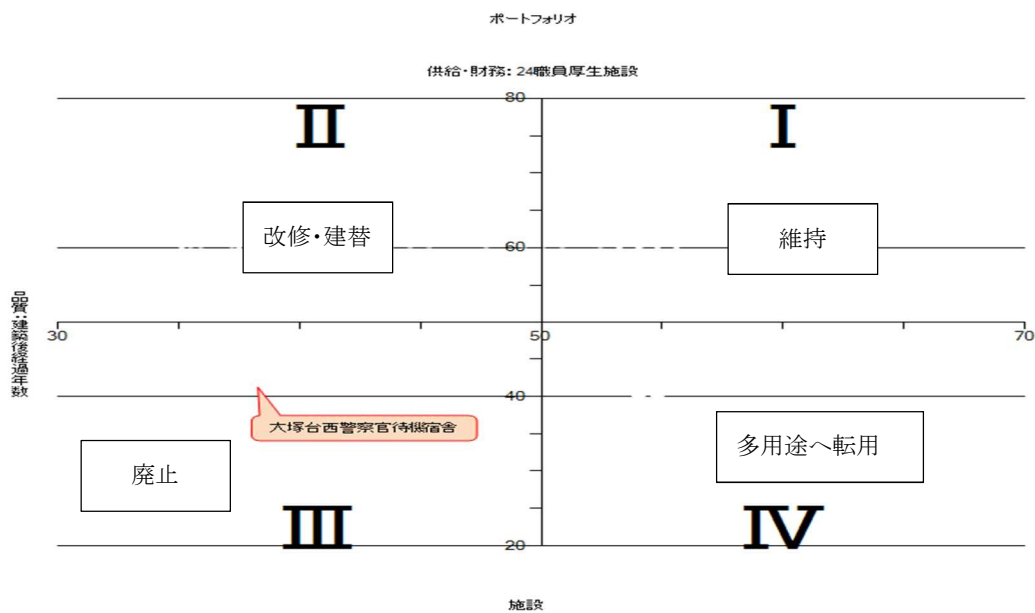 ポートフォリオ
供給・財務：24職員厚生施設
80
Ⅱ
Ⅰ
改修・建替
60
維持
品質：建築後経過年数
30
50
70
40
大塚台西警察官待機宿舎
多用途へ転用
廃止
Ⅲ
Ⅳ
20
施設